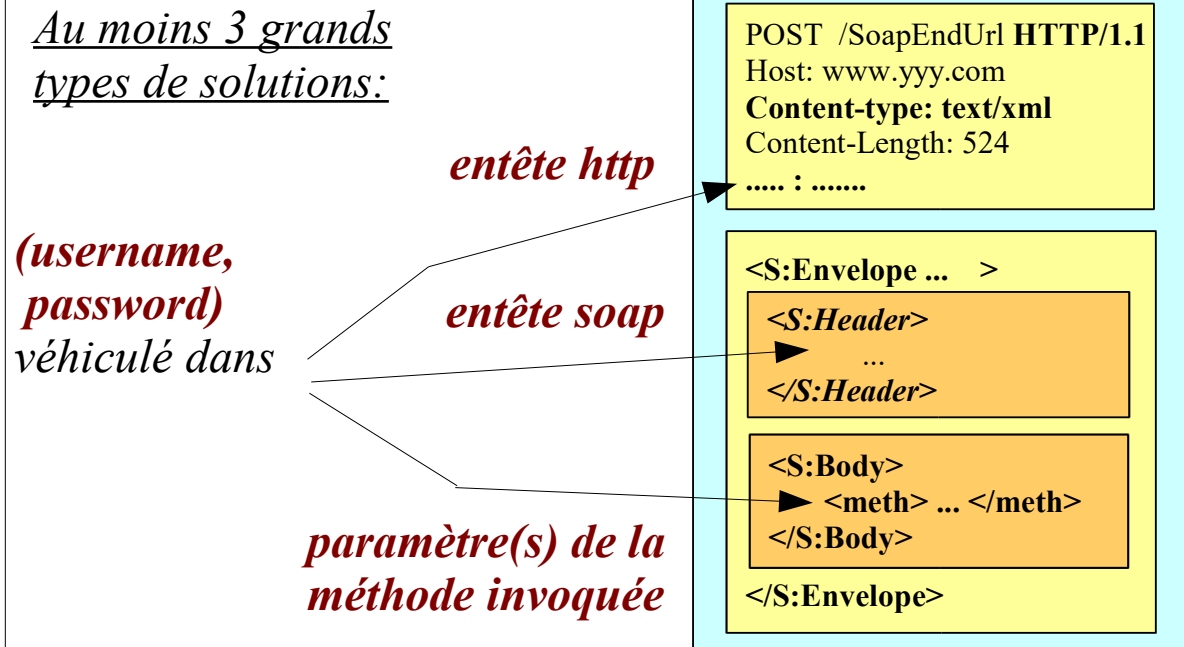 Au moins 3 grands
types de solutions:
entête http
(username,
password)
véhiculé dans
entête soap
paramètre(s) de la
méthode invoquée
POST /SoapEndUrl HTTP/1.1
Host: www.yyy.com
Content-type: text/xml
Content-Length: 524
..... : .......
<S:Envelope ... >
<S:Header>
...
</S:Header>
<S:Body>
<meth> ... </meth>
</S:Body>
</S:Envelope>